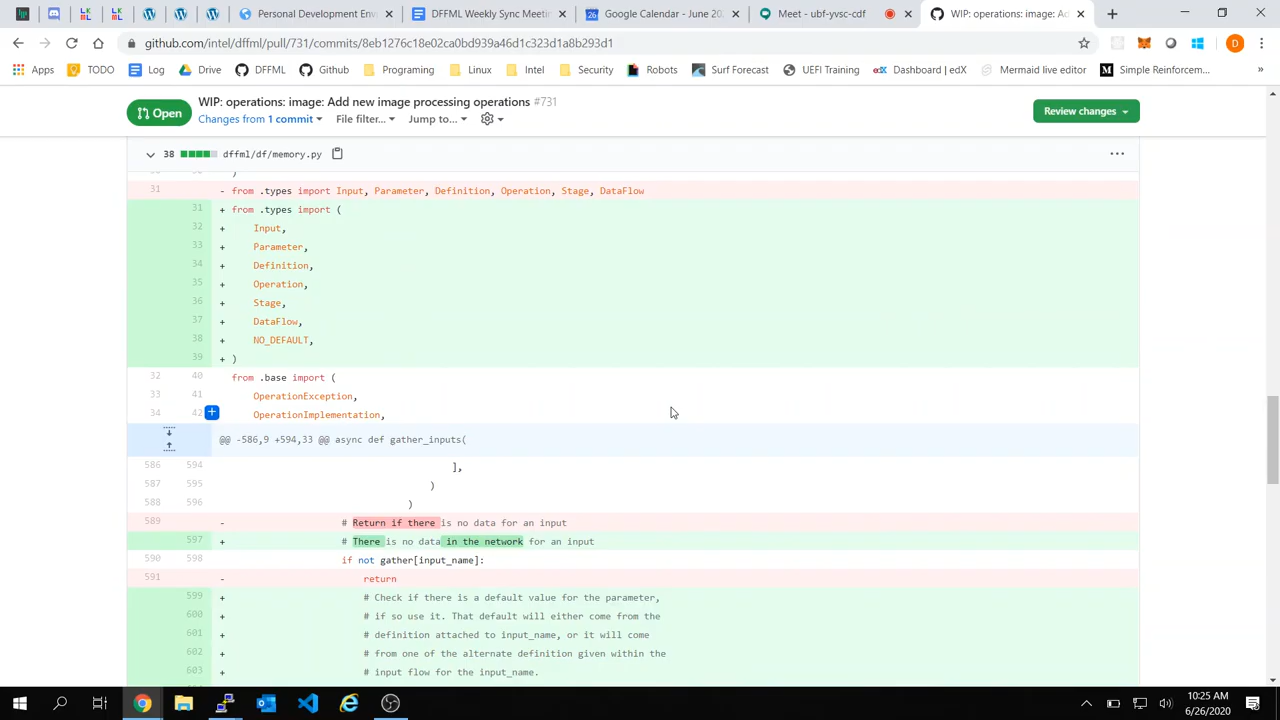 Personal Development Env
DFFML Weekly Sync Meetin
26
Google Calendar - June 20
Meet - ubf-yvsc-cdf
WIP: operations: image: Ad
github.com/intel/dffml/pull/731/commits/8eb1276c18e02ca0bd939a46d1c323d1a8b293d1
D
Apps TODO Log Drive DFFML Github Programing Linux Intel Security Robots Surf Forecast UEFI Training edX Dashboard | edX Mermaid live editor M Simple Reinforcem... »
Open
WIP: operations: image: Add new image processing operations #731
Changes from 1 commit File filter... Jump to...
Review changes
38 dffml/df/memory.py
)
31 - from .types import Input, Parameter, Definition, Operation, Stage, DataFlow
31 + from .types import (
32 + Input,
33 + Parameter,
34 + Definition,
35 + Operation,
36 + Stage,
37 + DataFlow,
38 + NO_DEFAULT,
39 + )
32 40 from .base import (
33 41 OperationException,
34 42 + OperationImplementation,
@@ -586,9 +594,33 @@ async def gather_inputs(
586 594 ],
587 595 )
588 596 )
589 - # Return if there is no data for an input
597 + # There is no data in the network for an input
590 598 if not gather[input_name]:
591 - return
599 + # Check if there is a default value for the parameter,
600 + # if so use it. That default will either come from the
601 + # definition attached to input_name, or it will come
602 + # from one of the alternate definition given within the
603 + # input flow for the input_name.
10:25 AM
6/26/2020